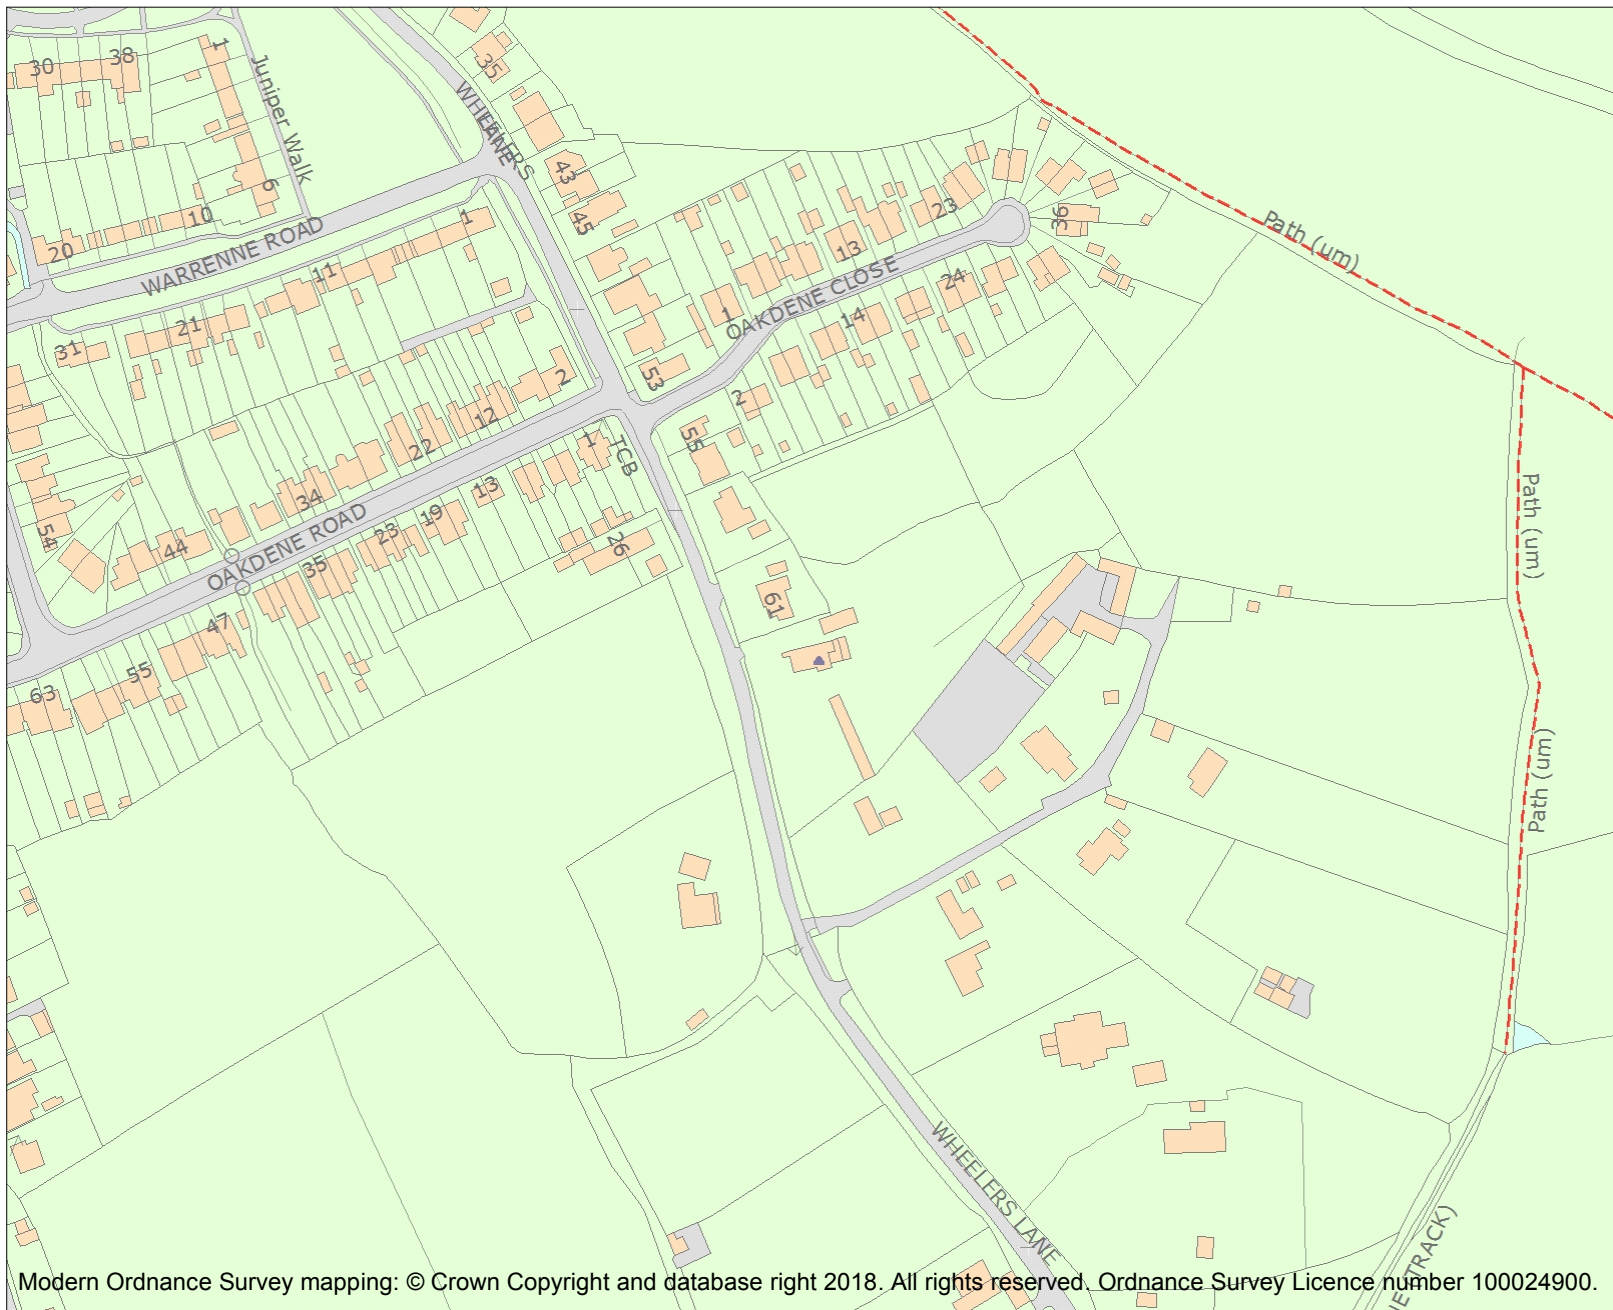 30
38
1
Juniper Walk
6
10
20
WARRENNE ROAD
1
11
21
31
35
WHEELERS
LANE
43
45
53
1
OAKDENE CLOSE
13
23
36
24
14
2
55
Path (um)
2
12
22
34
44
54
OAKDENE ROAD
1
TCB
13
19
23
35
47
55
63
26
61
Path (um)
Path (um)
WHEELERS LANE
TRACK)
Modern Ordnance Survey mapping: © Crown Copyright and database right 2018. All rights reserved. Ordnance Survey Licence number 100024900.